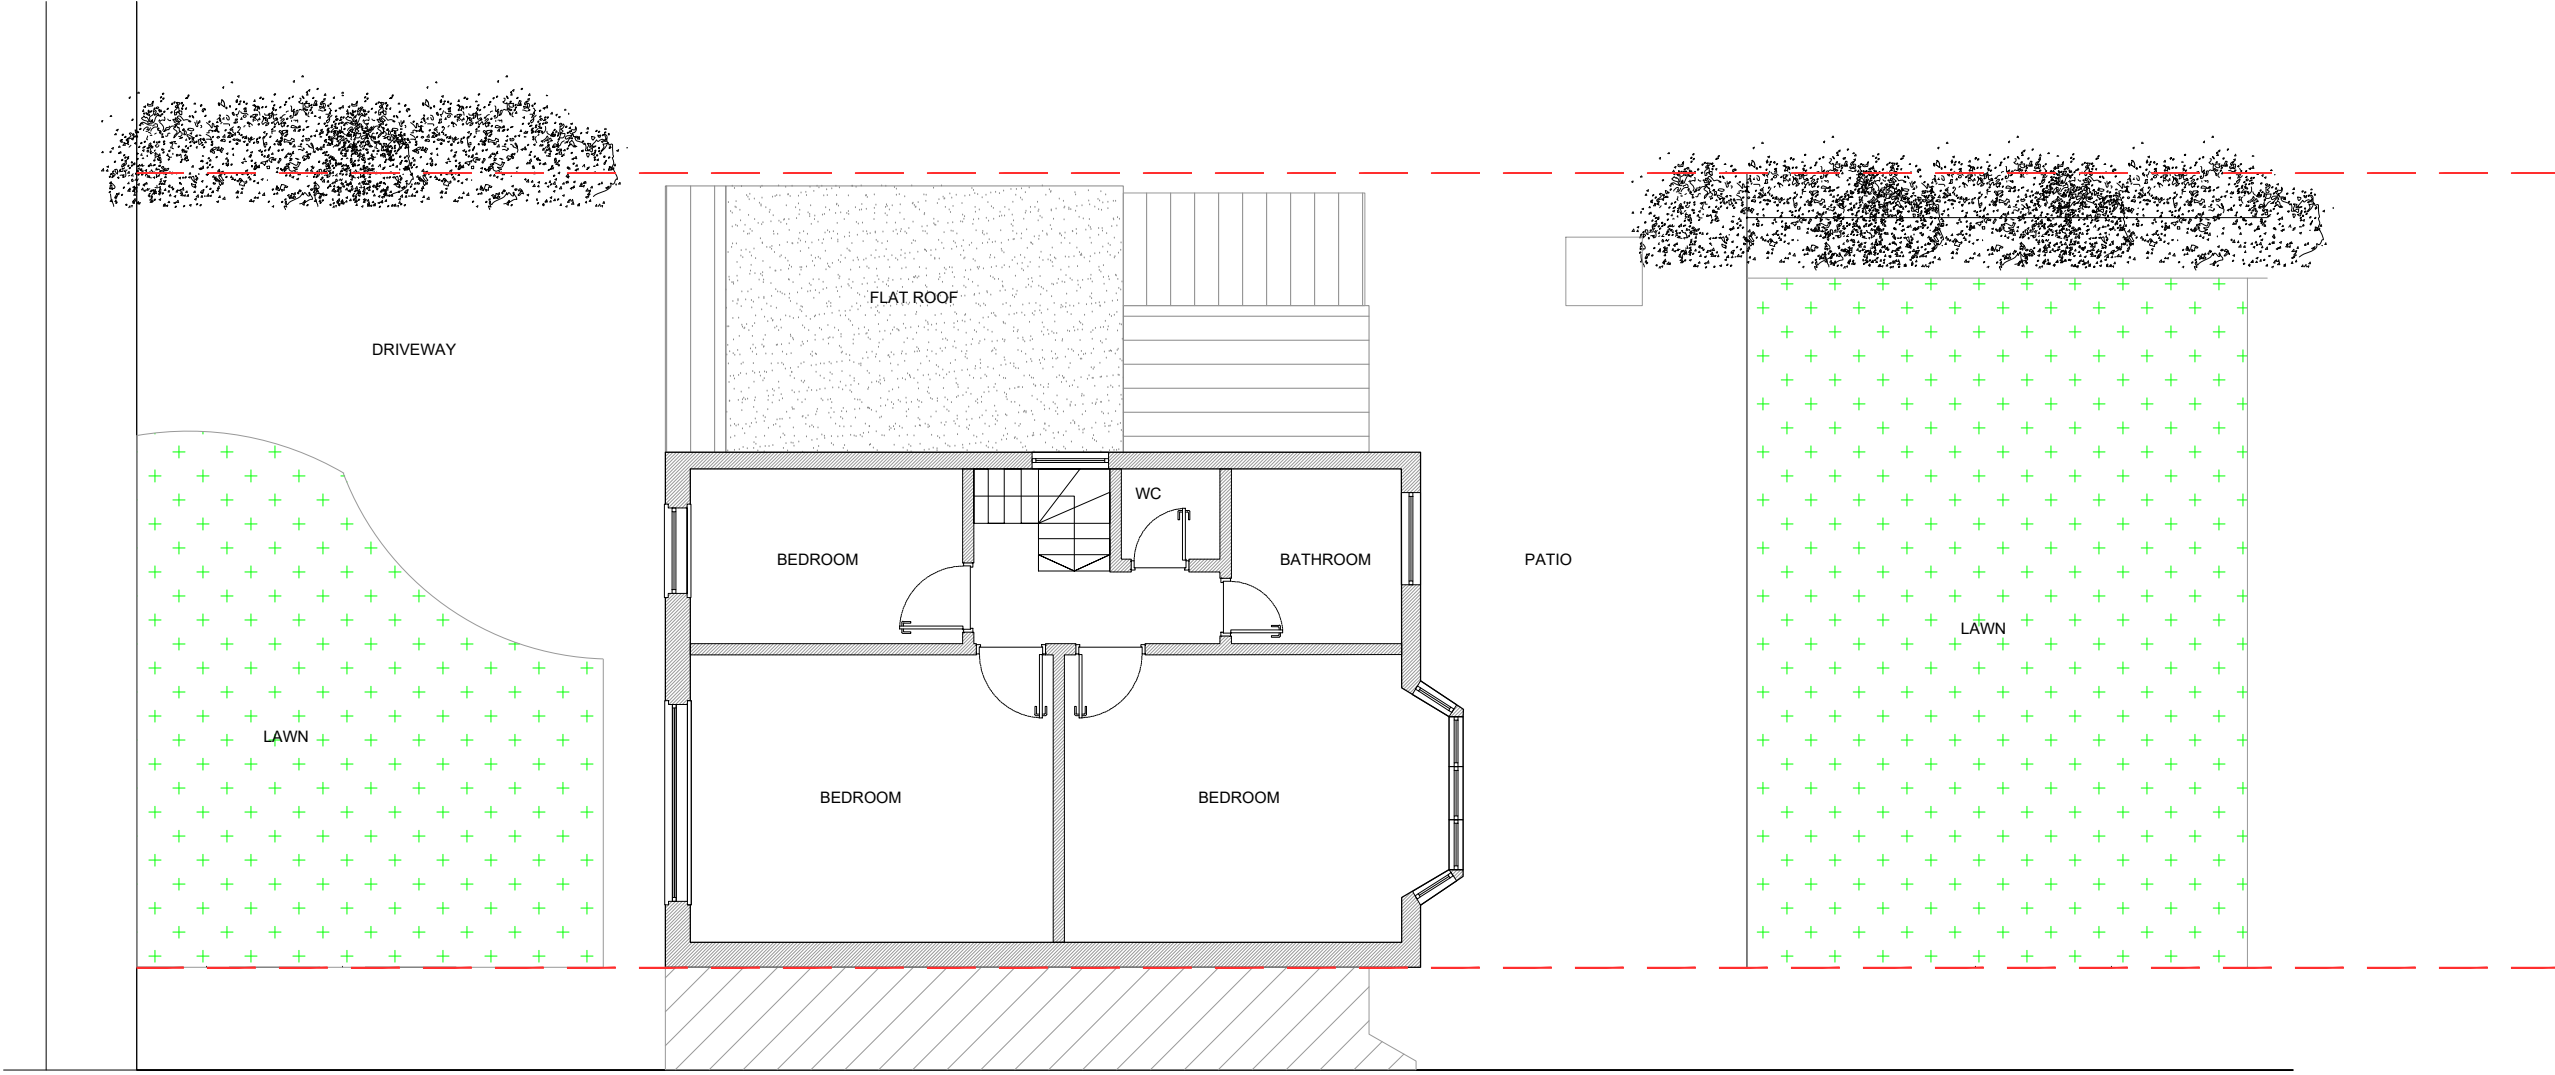 FLAT ROOF
DRIVEWAY
WC
BEDROOM
BATHROOM
PATIO
LAWN
LAWN
BEDROOM
BEDROOM